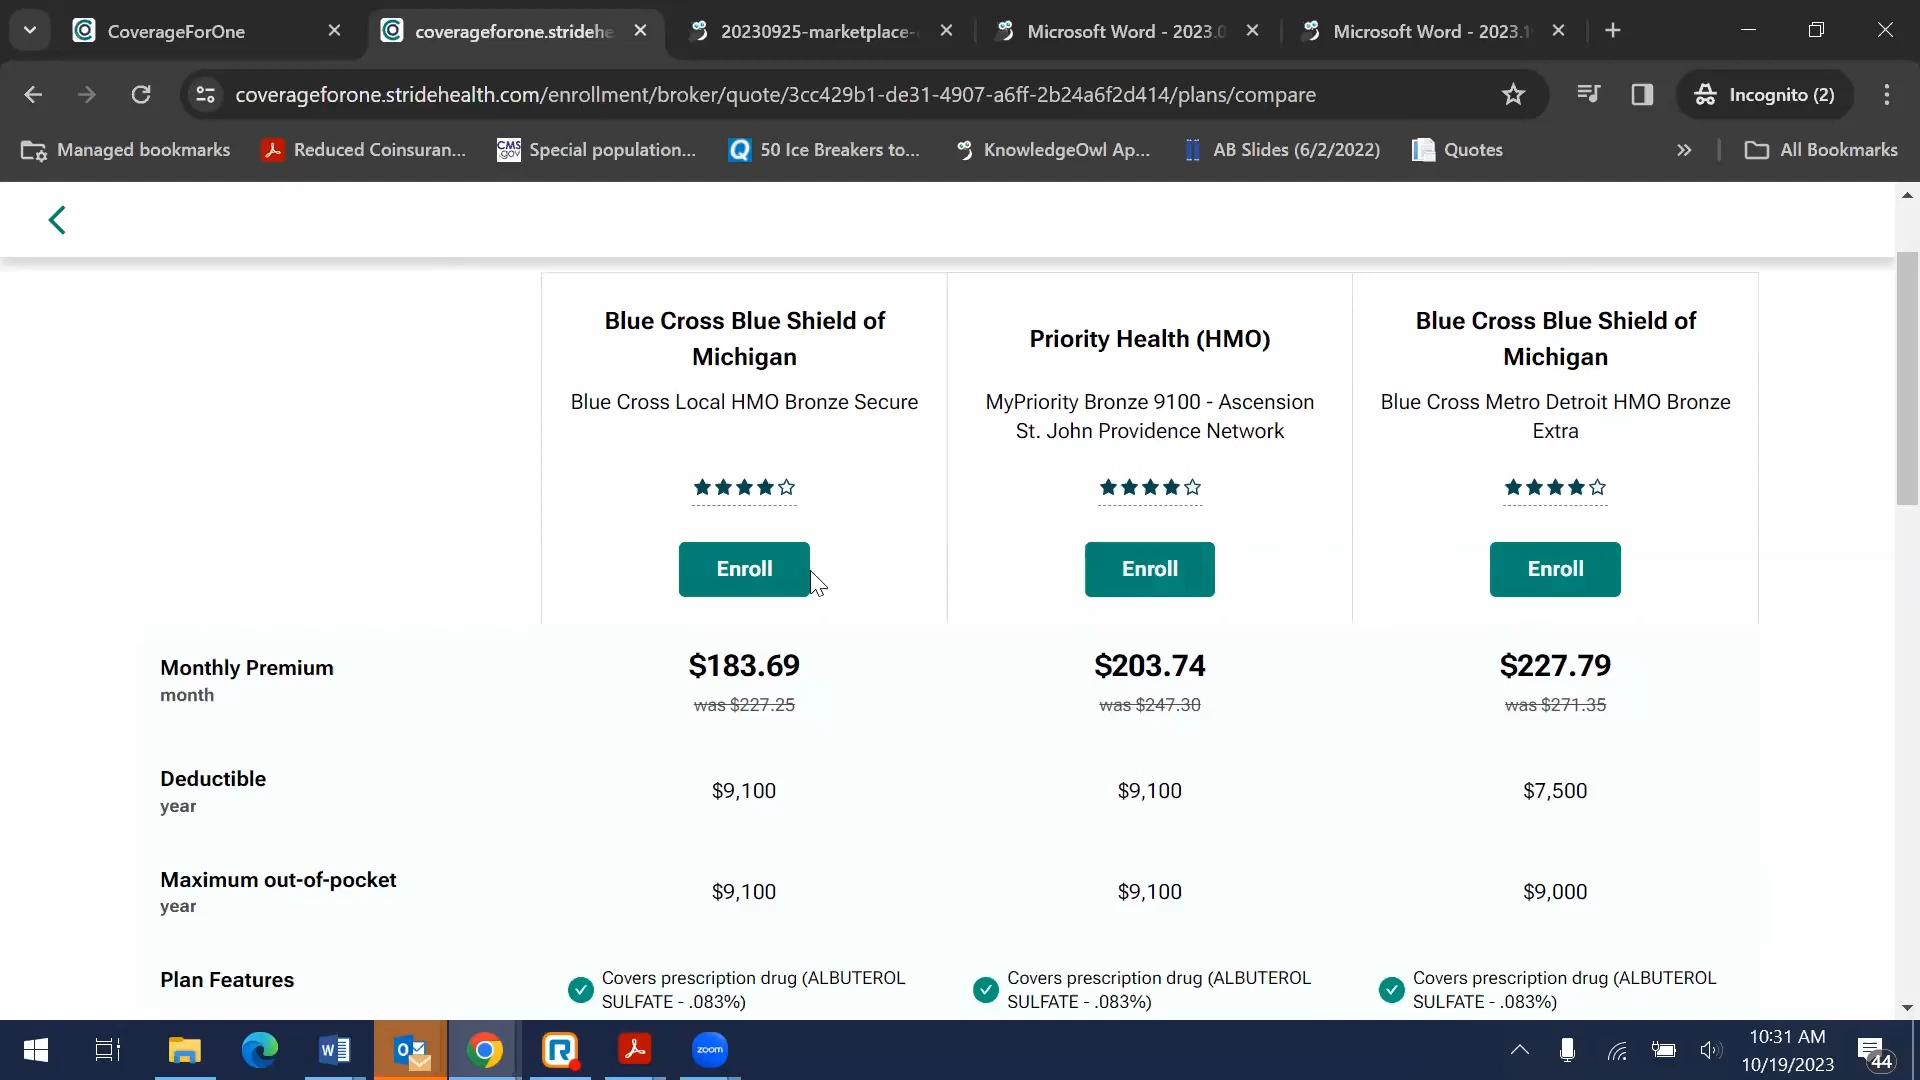 CoverageForOne
coverageforone.stridehe
20230925-marketplace-
Microsoft Word - 2023.0
Microsoft Word - 2023.1
coverageforone.stridehealth.com/enrollment/broker/quote/3cc429b1-de31-4907-a6ff-2b24a6f2d414/plans/compare
Incognito (2)
Managed bookmarks
Reduced Coinsuran...
CMS
.gov
Special population...
50 Ice Breakers to...
KnowledgeOwl Ap...
AB Slides (6/2/2022)
Quotes
All Bookmarks
Blue Cross Blue Shield of
Michigan
Blue Cross Local HMO Bronze Secure
Enroll
Priority Health (HMO)
MyPriority Bronze 9100 - Ascension
St. John Providence Network
Enroll
Blue Cross Blue Shield of
Michigan
Blue Cross Metro Detroit HMO Bronze
Extra
Enroll
Monthly Premium
month
$183.69
was $227.25
$203.74
was $247.30
$227.79
was $271.35
Deductible
year
$9,100
$9,100
$7,500
Maximum out-of-pocket
year
$9,100
$9,100
$9,000
Plan Features
Covers prescription drug (ALBUTEROL
SULFATE - .083%)
Covers prescription drug (ALBUTEROL
SULFATE - .083%)
Covers prescription drug (ALBUTEROL
SULFATE - .083%)
zoom
10:31 AM
10/19/2023
44